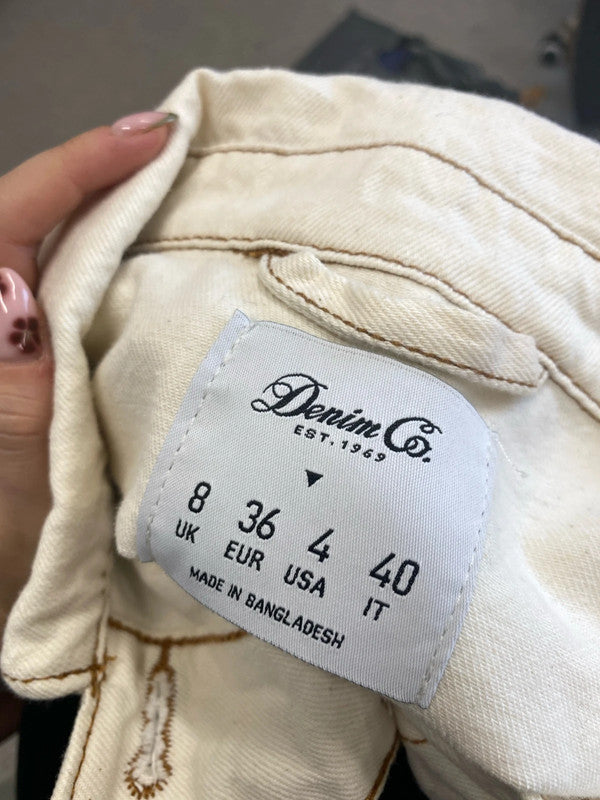 Denim Co.
EST. 1969
8 36 4 40
UK EUR USA IT
MADE IN BANGLADESH